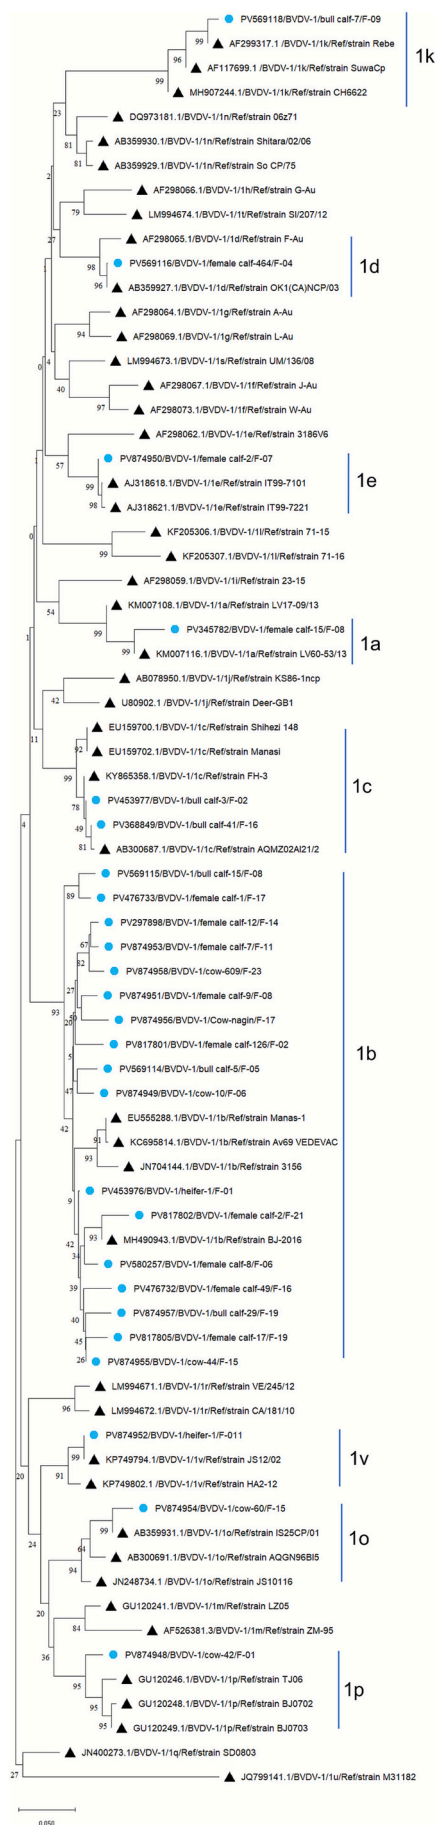 PV569118/BVDV-1/bull calf-7/F-09
99
AF299317.1 /BVDV-1/1k/Ref/strain Rebe
96
1k
AF117699.1 /BVDV-1/1k/Ref/strain SuwaCp
99
MH907244.1/BVDV-1/1k/Ref/strain CH6622
23
DQ973181.1/BVDV-1/1n/Ref/strain 06z71
81
AB359930.1/BVDV-1/1n/Ref/strain Shitara/02/06
81
AB359929.1/BVDV-1/1n/Ref/strain So CP/75
2
AF298066.1/BVDV-1/1h/Ref/strain G-Au
79
LM994674.1/BVDV-1/1t/Ref/strain SI/207/12
27
AF298065.1/BVDV-1/1d/Ref/strain F-Au
98
PV569116/BVDV-1/female calf-464/F-04
1d
96
AB359927.1/BVDV-1/1d/Ref/strain OK1(CA)NCP/03
1
AF298064.1/BVDV-1/1g/Ref/strain A-Au
94
AF298069.1/BVDV-1/1g/Ref/strain L-Au
4
LM994673.1/BVDV-1/1s/Ref/strain UM/136/08
0
40
AF298067.1/BVDV-1/1f/Ref/strain J-Au
97
AF298073.1/BVDV-1/1f/Ref/strain W-Au
AF298062.1/BVDV-1/1e/Ref/strain 3186V6
1
57
PV874950/BVDV-1/female calf-2/F-07
99
AJ318618.1/BVDV-1/1e/Ref/strain IT99-7101
1e
98
AJ318621.1/BVDV-1/1e/Ref/strain IT99-7221
0
KF205306.1/BVDV-1/1l/Ref/strain 71-15
99
KF205307.1/BVDV-1/1l/Ref/strain 71-16
AF298059.1/BVDV-1/1i/Ref/strain 23-15
54
KM007108.1/BVDV-1/1a/Ref/strain LV17-09/13
99
PV345782/BVDV-1/female calf-15/F-08
1a
1
99
KM007116.1/BVDV-1/1a/Ref/strain LV60-53/13
AB078950.1/BVDV-1/1j/Ref/strain KS86-1ncp
42
U80902.1 /BVDV-1/1j/Ref/strain Deer-GB1
11
EU159700.1/BVDV-1/1c/Ref/strain Shihezi 148
92
EU159702.1/BVDV-1/1c/Ref/strain Manasi
99
KY865358.1/BVDV-1/1c/Ref/strain FH-3
1c
78
PV453977/BVDV-1/bull calf-3/F-02
4
49
PV368849/BVDV-1/bull calf-41/F-16
81
AB300687.1/BVDV-1/1c/Ref/strain AQMZ02AI21/2
PV569115/BVDV-1/bull calf-15/F-08
89
PV476733/BVDV-1/female calf-1/F-17
PV297898/BVDV-1/female calf-12/F-14
67
PV874953/BVDV-1/female calf-7/F-11
82
PV874958/BVDV-1/cow-609/F-23
27
PV874951/BVDV-1/female calf-9/F-08
93
20
50
PV874956/BVDV-1/Cow-nagin/F-17
PV817801/BVDV-1/female calf-126/F-02
1b
5
PV569114/BVDV-1/bull calf-5/F-05
47
PV874949/BVDV-1/cow-10/F-06
42
EU555288.1/BVDV-1/1b/Ref/strain Manas-1
91
KC695814.1/BVDV-1/1b/Ref/strain Av69 VEDEVAC
93
JN704144.1/BVDV-1/1b/Ref/strain 3156
9
PV453976/BVDV-1/heifer-1/F-01
PV817802/BVDV-1/female calf-2/F-21
42
93
MH490943.1/BVDV-1/1b/Ref/strain BJ-2016
34
PV580257/BVDV-1/female calf-8/F-06
39
PV476732/BVDV-1/female calf-49/F-16
40
PV874957/BVDV-1/bull calf-29/F-19
45
PV817805/BVDV-1/female calf-17/F-19
26
PV874955/BVDV-1/cow-44/F-15
LM994671.1/BVDV-1/1r/Ref/strain VE/245/12
96
LM994672.1/BVDV-1/1r/Ref/strain CA/181/10
PV874952/BVDV-1/heifer-1/F-011
20
99
KP749794.1/BVDV-1/1v/Ref/strain JS12/02
1v
91
KP749802.1 /BVDV-1/1v/Ref/strain HA2-12
24
PV874954/BVDV-1/cow-60/F-15
99
AB359931.1/BVDV-1/1o/Ref/strain IS25CP/01
1o
64
AB300691.1/BVDV-1/1o/Ref/strain AQGN96BI5
94
JN248734.1/BVDV-1/1o/Ref/strain JS10116
20
GU120241.1/BVDV-1/1m/Ref/strain LZ05
84
AF526381.3/BVDV-1/1m/Ref/strain ZM-95
36
PV874948/BVDV-1/cow-42/F-01
95
GU120246.1/BVDV-1/1p/Ref/strain TJ06
1p
95
GU120248.1/BVDV-1/1p/Ref/strain BJ0702
95
GU120249.1/BVDV-1/1p/Ref/strain BJ0703
JN400273.1/BVDV-1/1q/Ref/strain SD0803
27
JQ799141.1/BVDV-1/1u/Ref/strain M31182
0.050